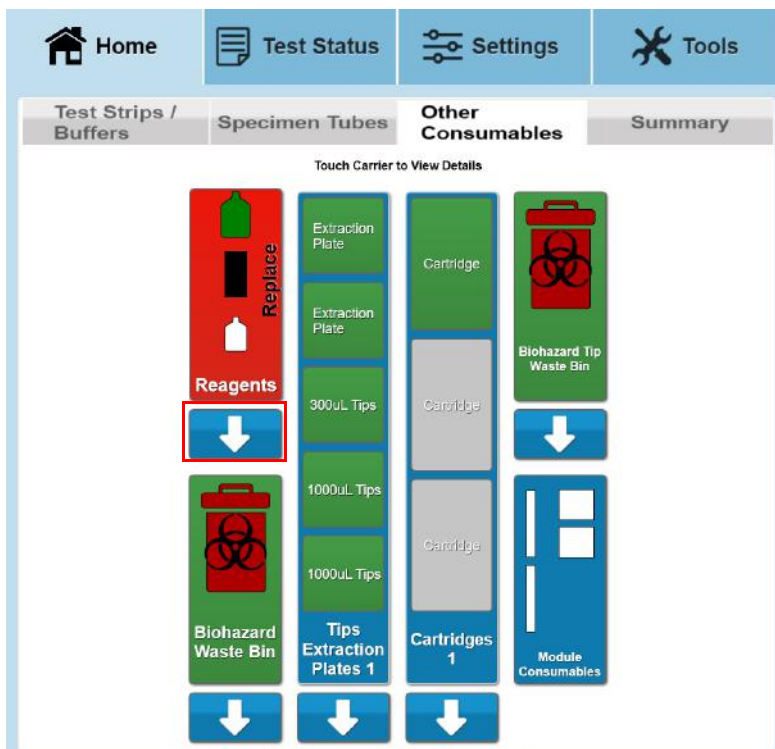 Home
Test Status
Settings
Tools
Test Strips /
Buffers
Specimen Tubes
Other
Consumables
Summary
Touch Carrier to View Details
Replace
Reagents
Biohazard
Waste Bin
Extraction
Plate
Extraction
Plate
300uL Tips
1000uL Tips
1000uL Tips
Tips
Extraction
Plates 1
Cartridge
Cartridge
Cartridge
Cartridges
1
Biohazard Tip
Waste Bin
Module
Consumables